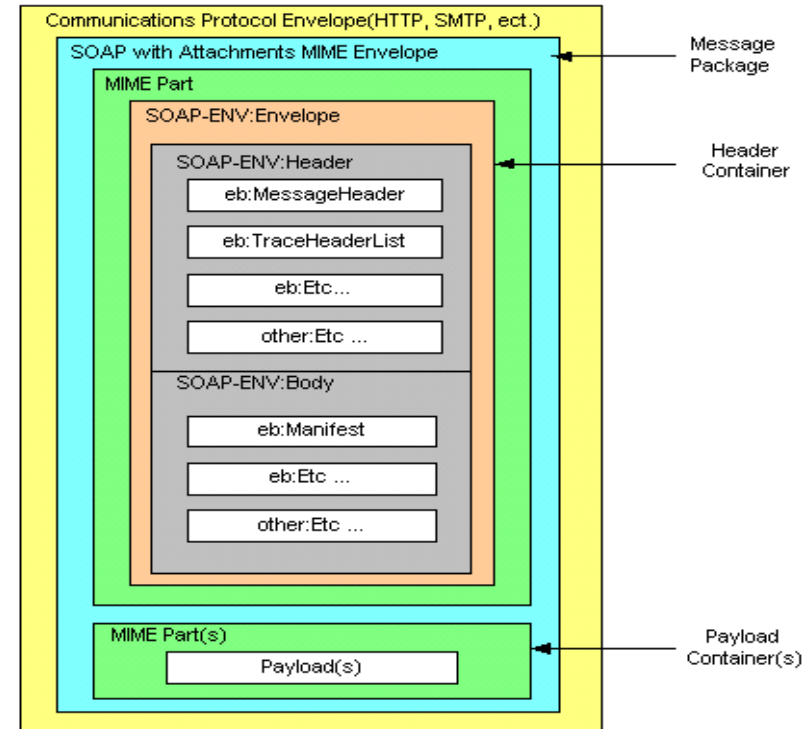 Communications Protocol Envelope(HTTP, SMTP, ect.)
SOAP with Attachments MIME Envelope
Message
Package
MIME Part
SOAP-ENV:Envelope
Header
Container
SOAP-ENV:Header
eb:MessageHeader
eb:TraceHeaderList
eb:Etc...
other:Etc ...
SOAP-ENV:Body
eb:Manifest
eb:Etc ...
other:Etc ...
MIME Part(s)
Payload(s)
Payload
Container(s)